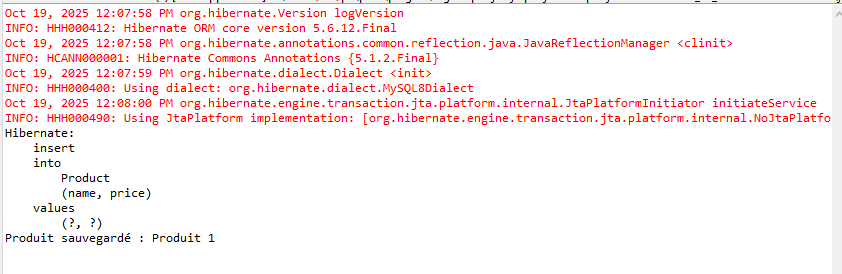 Oct 19, 2025 12:07:58 PM org.hibernate.Version logVersion
INFO: HHH000412: Hibernate ORM core version 5.6.12.Final
Oct 19, 2025 12:07:58 PM org.hibernate.annotations.common.reflection.java.JavaReflectionManager <clinit>
INFO: HCANN000001: Hibernate Commons Annotations {5.1.2.Final}
Oct 19, 2025 12:07:59 PM org.hibernate.dialect.Dialect <init>
INFO: HHH000400: Using dialect: org.hibernate.dialect.MySQL8Dialect
Oct 19, 2025 12:08:00 PM org.hibernate.engine.transaction.jta.platform.internal.JtaPlatformInitiator initiateService
INFO: HHH000490: Using JtaPlatform implementation: [org.hibernate.engine.transaction.jta.platform.internal.NoJtaPlatfo
Hibernate:
    insert
    into
        Product
        (name, price)
    values
        (?, ?)
Produit sauvegardé : Produit 1